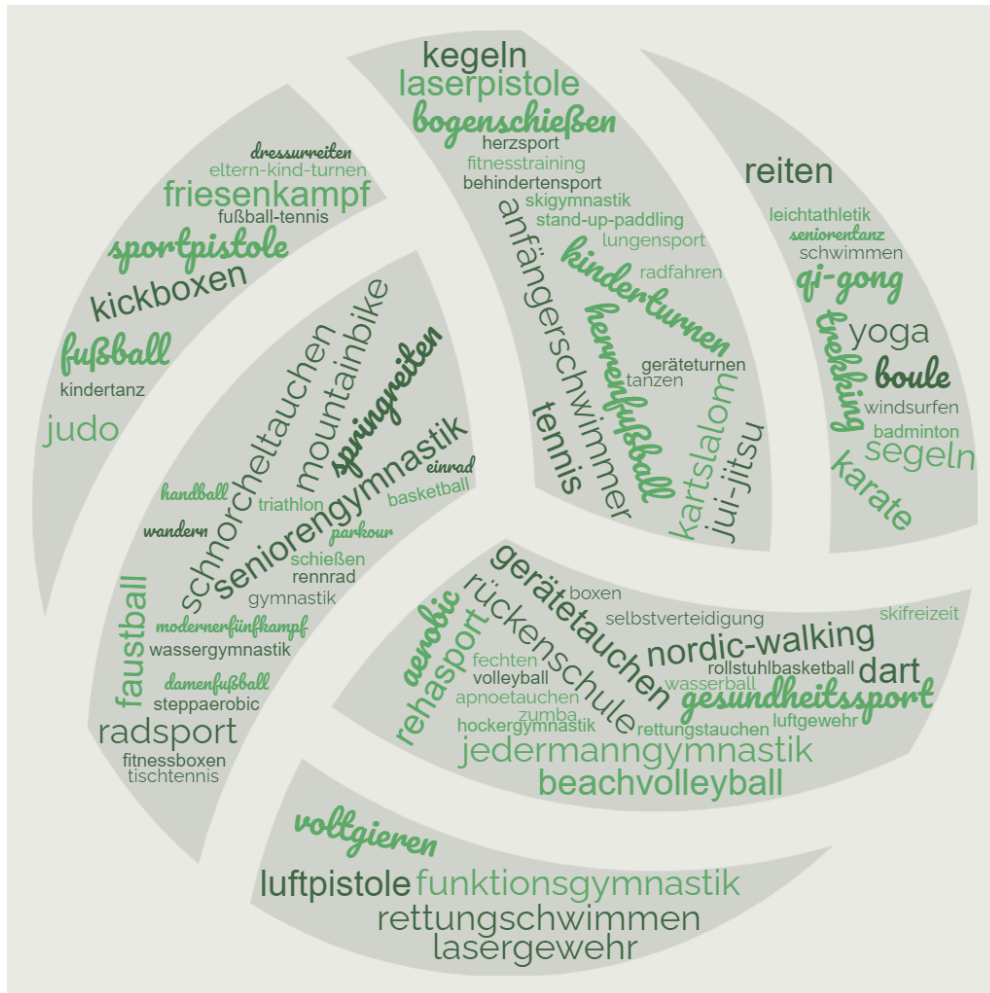 kegeln
laserpistole
bogenschießen
herzsport
fitnesstraining
behindertensport
skigymnastik
stand-up-paddling
lungensport
anfängerschwimmer
kinderturnen
radfahren
herrenfußball
geräteturnen
tanzen
tennis
kartslalom
jui-jitsu
dressurreiten
eltern-kind-turnen
friesenkampf
fußball-tennis
sportpistole
kickboxen
fußball
kindertanz
judo
reiten
leichtathletik
seniorentanz
schwimmen
qi-gong
trekking
yoga
boule
windsurfen
badminton
segeln
karate
schnorcheltauchen
mountainbike
springreiten
seniorengymnastik
einrad
handball
triathlon
basketball
wandern
parkour
schießen
rennrad
gymnastik
faustball
modernerfünfkampf
wassergymnastik
damenfußball
steppaerobic
radsport
fitnessboxen
tischtennis
gerätetauchen
rückenschule
aerobic
rehasport
boxen
selbstverteidigung
skifreizeit
nordic-walking
fechten
rollstuhlbasketball
dart
volleyball
wasserball
apnoetauchen
gesundheitssport
zumba
hockergymnastik
rettungstauchen
luftgewehr
jedermanngymnastik
beachvolleyball
voltgieren
luftpistole
funktionsgymnastik
rettungschwimmen
lasergewehr